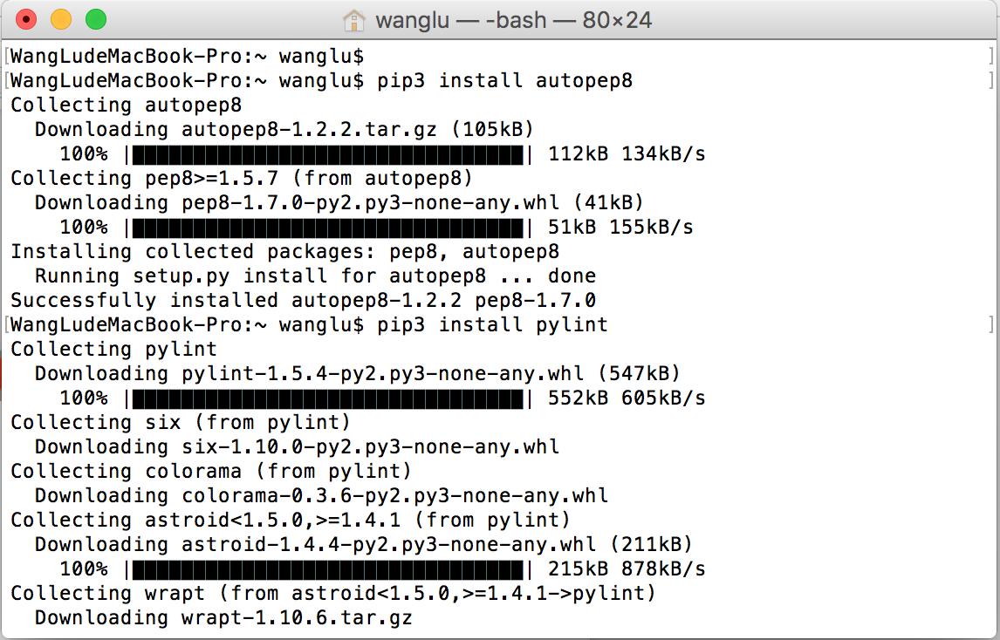 wanglu — -bash — 80×24
[WangLudeMacBook-Pro:~ wanglu$ ]
[WangLudeMacBook-Pro:~ wanglu$ pip3 install autopep8 ]
Collecting autopep8
  Downloading autopep8-1.2.2.tar.gz (105kB)
    100% |████████████████████████████████| 112kB 134kB/s
Collecting pep8>=1.5.7 (from autopep8)
  Downloading pep8-1.7.0-py2.py3-none-any.whl (41kB)
    100% |████████████████████████████████| 51kB 155kB/s
Installing collected packages: pep8, autopep8
  Running setup.py install for autopep8 ... done
Successfully installed autopep8-1.2.2 pep8-1.7.0
[WangLudeMacBook-Pro:~ wanglu$ pip3 install pylint ]
Collecting pylint
  Downloading pylint-1.5.4-py2.py3-none-any.whl (547kB)
    100% |████████████████████████████████| 552kB 605kB/s
Collecting six (from pylint)
  Downloading six-1.10.0-py2.py3-none-any.whl
Collecting colorama (from pylint)
  Downloading colorama-0.3.6-py2.py3-none-any.whl
Collecting astroid<1.5.0,>=1.4.1 (from pylint)
  Downloading astroid-1.4.4-py2.py3-none-any.whl (211kB)
    100% |████████████████████████████████| 215kB 878kB/s
Collecting wrapt (from astroid<1.5.0,>=1.4.1->pylint)
  Downloading wrapt-1.10.6.tar.gz